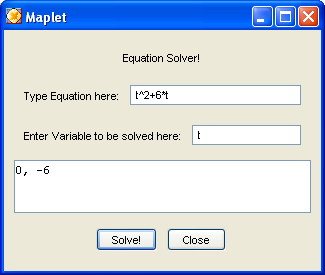 Maplet
Equation Solver!
Type Equation here: t^2+6*t
Enter Variable to be solved here: t
0, -6
Solve! Close